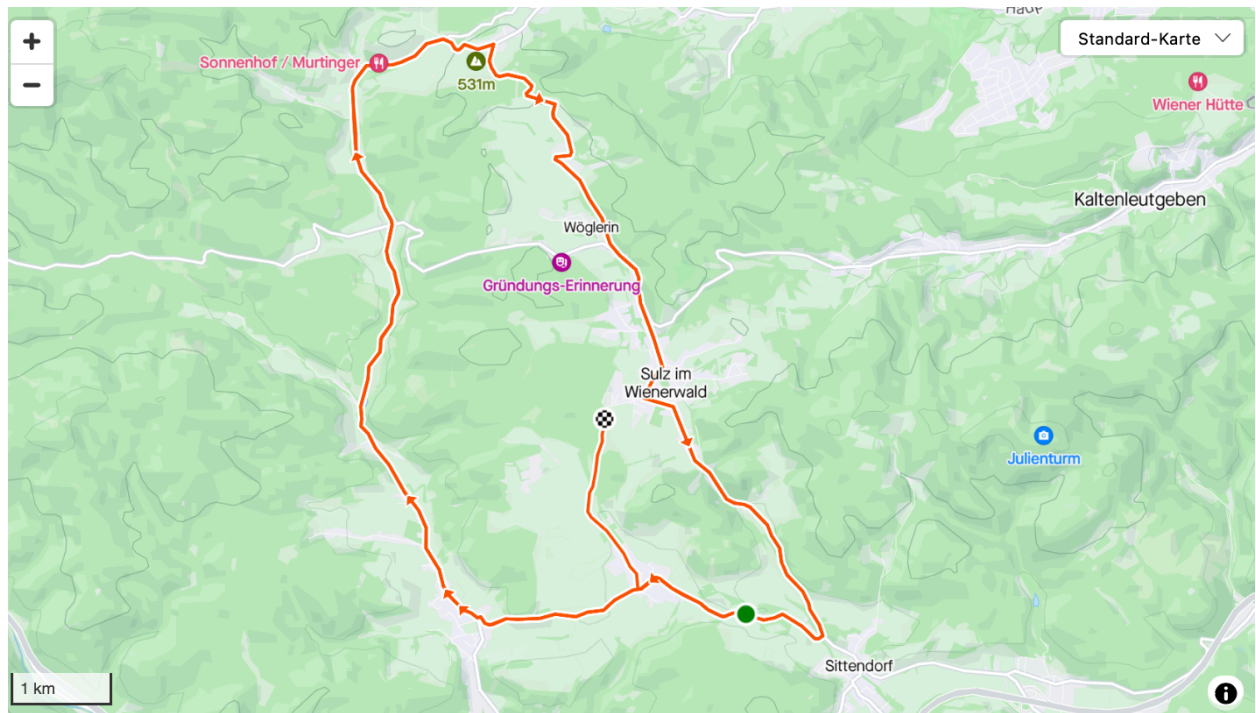 +
Standard-Karte
Sonnenhof / Murtinger
531m
−
Wiener Hütte
Kaltenleutgeben
Wöglerin
Gründungs-Erinnerung
Sulz im
Wienerwald
Julienturm
Sittendorf
1 km